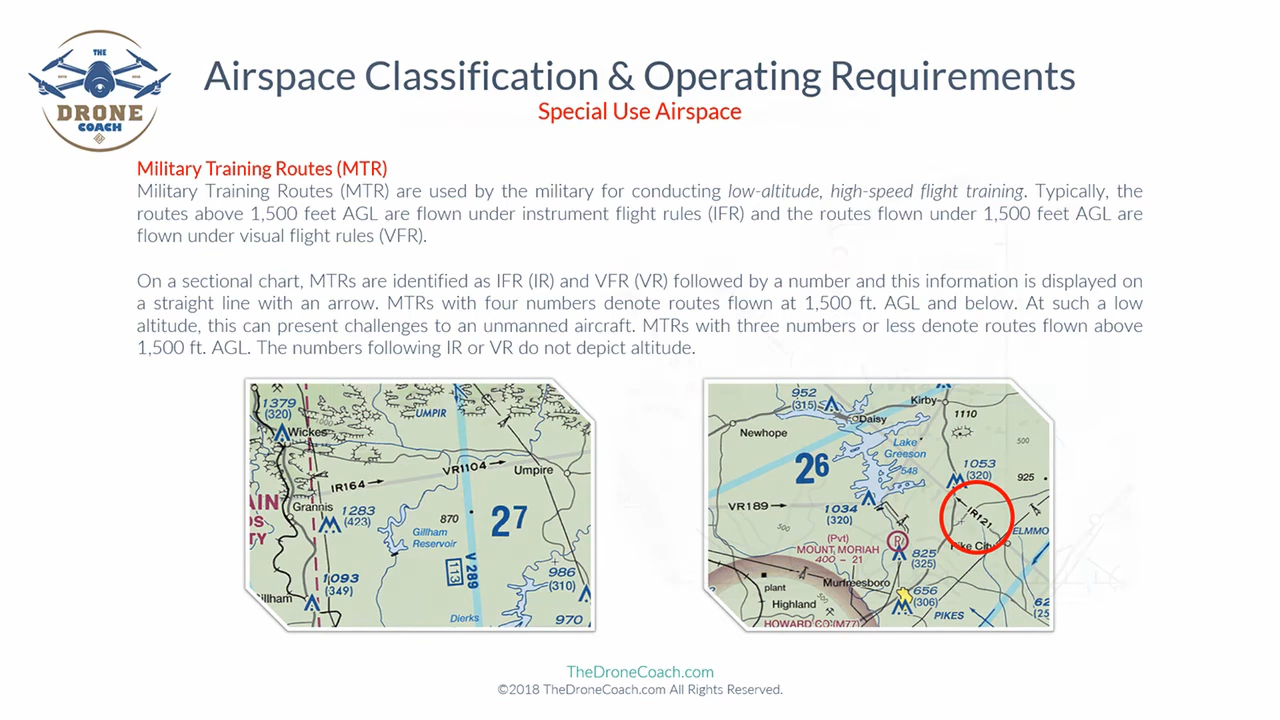 THE
DRONE
COACH
Airspace Classification & Operating Requirements
Special Use Airspace
Military Training Routes (MTR)
Military Training Routes (MTR) are used by the military for conducting low-altitude, high-speed flight training. Typically, the
routes above 1,500 feet AGL are flown under instrument flight rules (IFR) and the routes flown under 1,500 feet AGL are
flown under visual flight rules (VFR).
On a sectional chart, MTRs are identified as IFR (IR) and VFR (VR) followed by a number and this information is displayed on
a straight line with an arrow. MTRs with four numbers denote routes flown at 1,500 ft. AGL and below. At such a low
altitude, this can present challenges to an unmanned aircraft. MTRs with three numbers or less denote routes flown above
1,500 ft. AGL. The numbers following IR or VR do not depict altitude.
1379
(320)
1000
UMPIR
Wickes
VR1104
Umpire
IR164
Grannis
1283
(423)
870
27
Gillham
Reservoir
V 289
113
986
(310)
1093
(349)
illham
Dierks
970
AIN
OS
TY
952
(315)
Daisy
Kirby
1110
Newhope
Lake
Greeson
548
500
26
1053
(320)
925
VR189
1034
(320)
500
IR121
ELMMO
Pike City
(Pvt)
MOUNT MORIAH
400 - 21
R
825
(325)
plant
Murfreesboro
Highland
500
656
(306)
PIKES
62
(25
HOWARD CO (M77)
TheDroneCoach.com
©2018 TheDroneCoach.com All Rights Reserved.